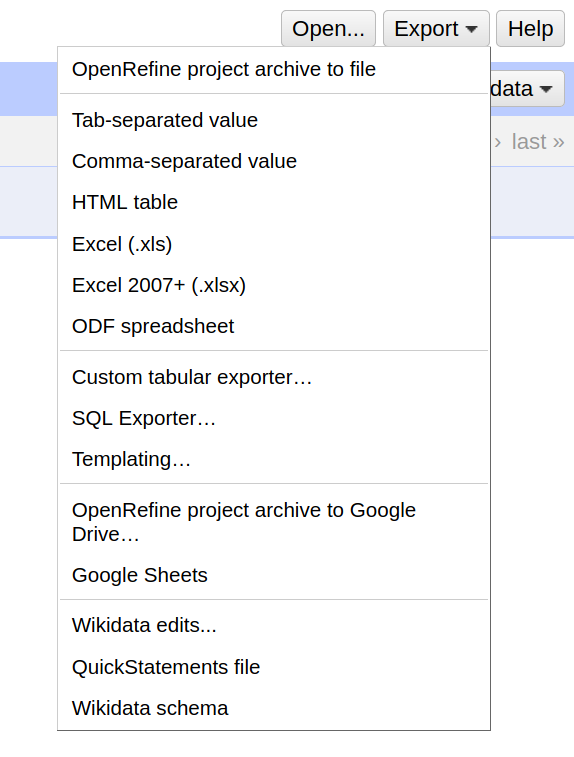 Open... Export Help
OpenRefine project archive to file
data
Tab-separated value
› last »
Comma-separated value
HTML table
Excel (.xls)
Excel 2007+ (.xlsx)
ODF spreadsheet
Custom tabular exporter…
SQL Exporter…
Templating…
OpenRefine project archive to Google
Drive…
Google Sheets
Wikidata edits...
QuickStatements file
Wikidata schema